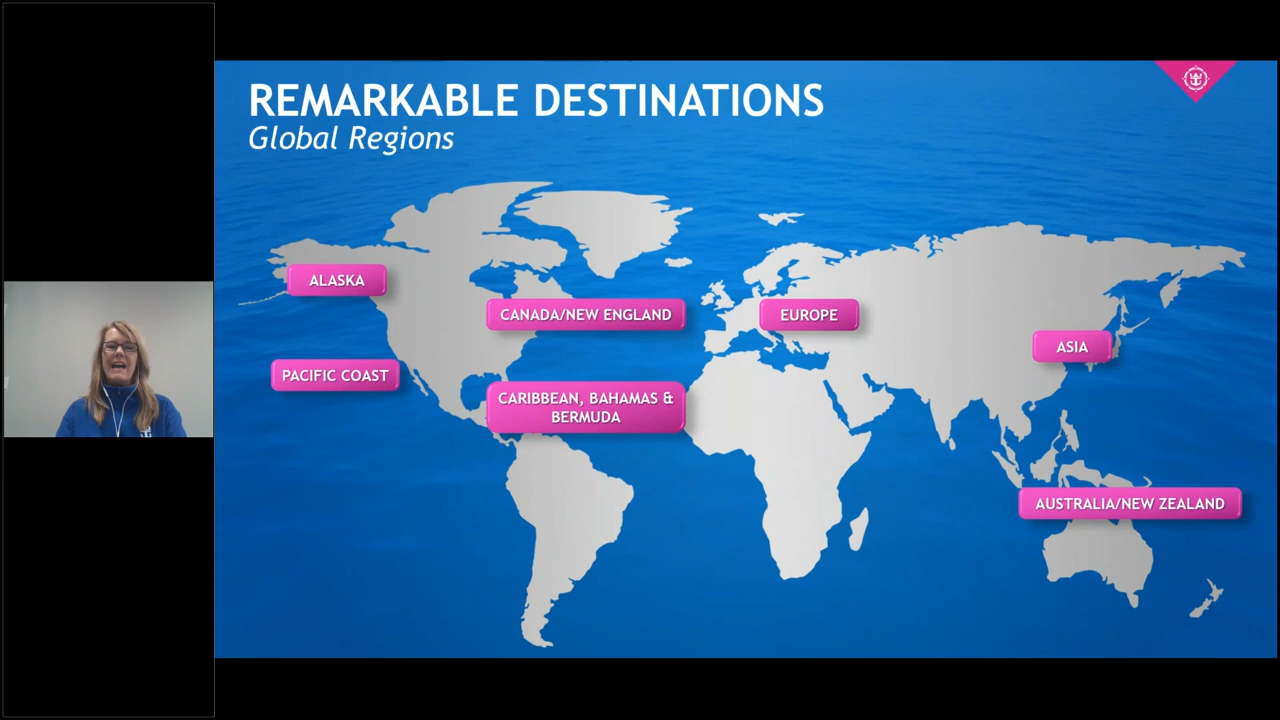 REMARKABLE DESTINATIONS
Global Regions
ALASKA
CANADA/NEW ENGLAND
EUROPE
ASIA
PACIFIC COAST
CARIBBEAN, BAHAMAS &
BERMUDA
AUSTRALIA/NEW ZEALAND